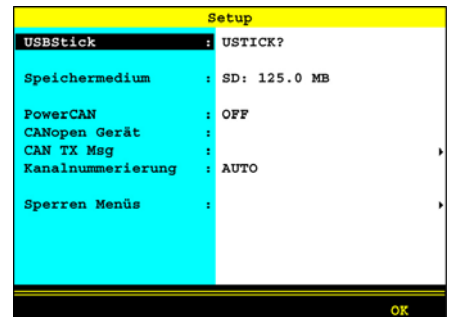 Setup
USBStick : USTICK?
Speichermedium : SD: 125.0 MB
PowerCAN : OFF
CANopen Gerät :
CAN TX Msg :
Kanalnummerierung : AUTO
Sperren Menüs :
OK